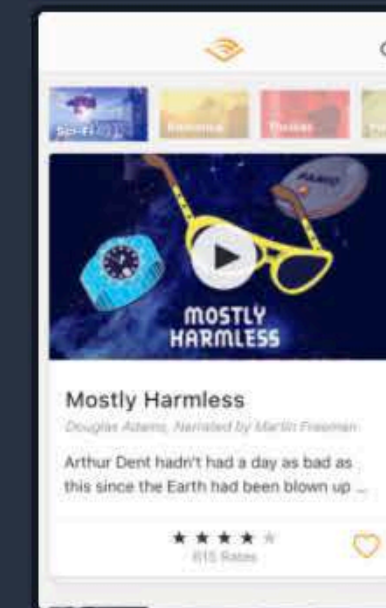 Sci-Fi
Romance
Thriller
PANIC
MOSTLY
HARMLESS
Mostly Harmless
Douglas Adams, Narrated by Martin Freeman
Arthur Dent hadn't had a day as bad as
this since the Earth had been blown up ...
615 Rates